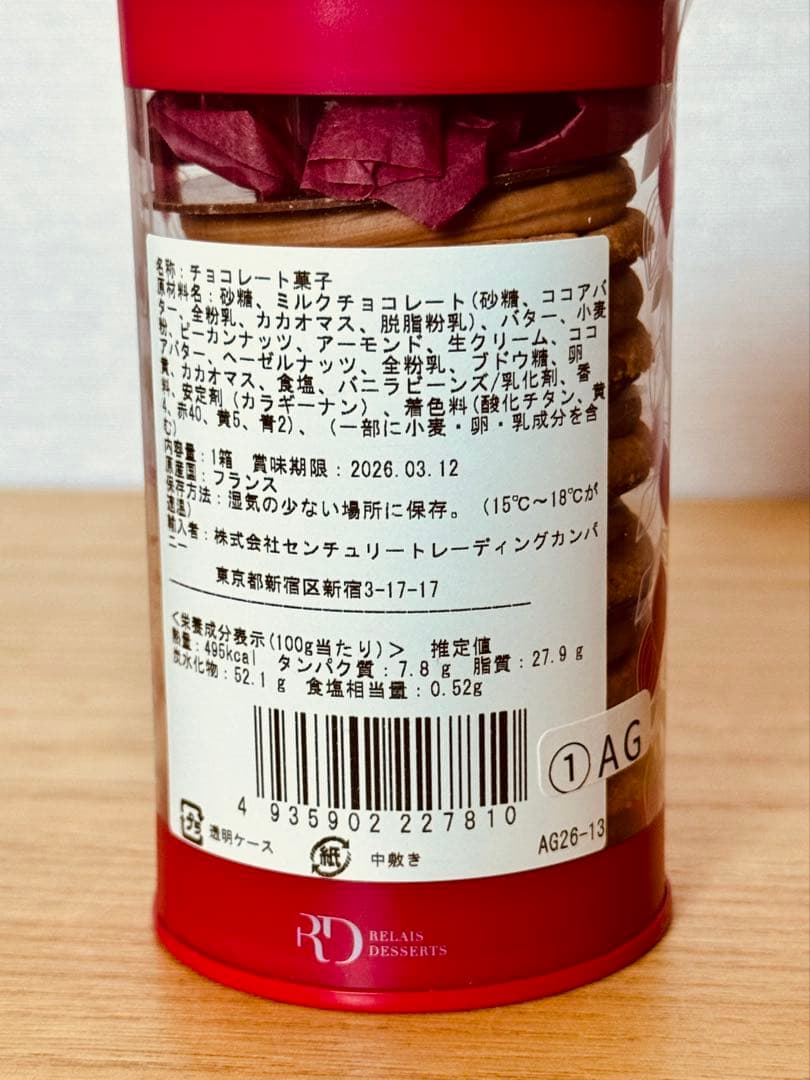 名称：チョコレート菓子
原材料名：砂糖、ミルクチョコレート(砂糖、ココアバ
ター、全粉乳、カカオマス、脱脂粉乳)、バター、小麦
粉、ピーカンナッツ、アーモンド、生クリーム、ココ
アバター、ヘーゼルナッツ、全粉乳、ブドウ糖、卵
黄、カカオマス、食塩、バニラビーンズ/乳化剤、香
料、安定剤（カラギーナン）、着色料(酸化チタン、黄
4、赤40、黄5、青2)、（一部に小麦・卵・乳成分を含
む）
内容量：1箱　賞味期限：2026.03.12
原産国：フランス
保存方法：湿気の少ない場所に保存。（15℃～18℃が
適温）
輸入者：株式会社センチュリートレーディングカンパ
ニー
東京都新宿区新宿3-17-17
＜栄養成分表示(100g当たり)＞　推定値
熱量：495kcal　タンパク質：7.8 g　脂質：27.9 g
炭水化物：52.1 g　食塩相当量：0.52g
①AG
4 935902 227810
プラ 透明ケース
紙 中敷き
AG26-13
RD RELAIS
DESSERTS